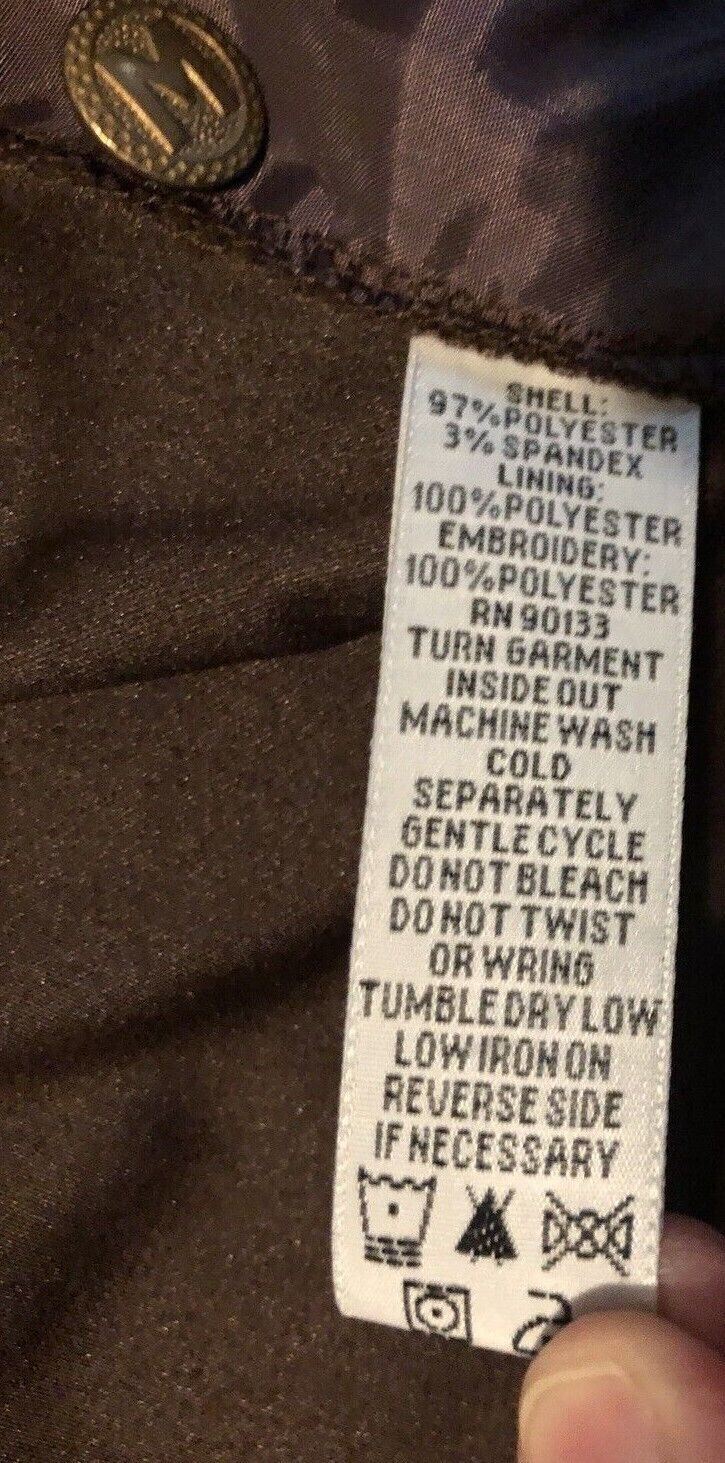 M
SHELL:
97%POLYESTER
3% SPANDEX
LINING:
100%POLYESTER
EMBROIDERY:
100%POLYESTER
RN 90133
TURN GARMENT
INSIDE OUT
MACHINE WASH
COLD
SEPARATELY
GENTLE CYCLE
DO NOT BLEACH
DO NOT TWIST
OR WRING
TUMBLE DRY LOW
LOW IRON ON
REVERSE SIDE
IF NECESSARY